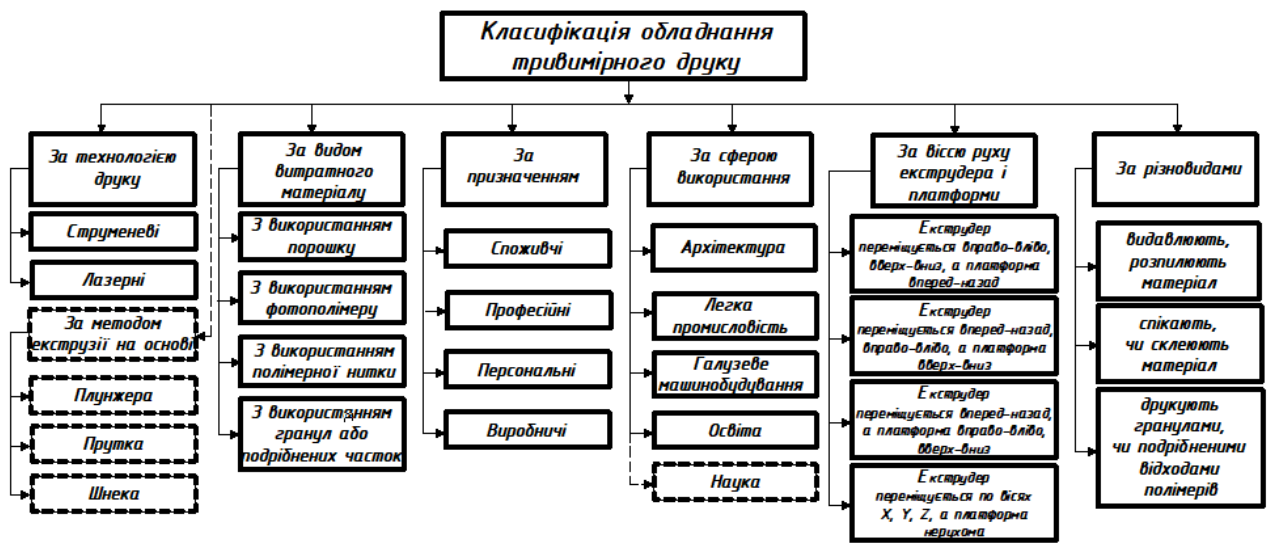 Класифікація обладнання
тривимірного друку
За технологією
друку
Струменеві
Лазерні
За методом
екструзії на основі
Плунжера
Прутка
Шнека
За видом
витратного
матеріалу
З використанням
порошку
З використанням
фотополімеру
З використанням
полімерної нитки
З використанням
гранул або
подрібнених часток
За
призначенням
Споживчі
Професійні
Персональні
Виробничі
За сферою
використання
Архітектура
Легка
промисловість
Галузеве
машинобудування
Освіта
Наука
За віссю руху
екструдера і
платформи
Екструдер
переміщується вправо-вліво,
вверх-вниз, а платформа
вперед-назад
Екструдер
переміщується вперед-назад,
вправо-вліво, а платформа
вверх-вниз
Екструдер
переміщується вперед-назад,
а платформа вправо-вліво,
вверх-вниз
Екструдер
переміщується по вісях
X, Y, Z, а платформа
нерухома
За різновидами
видавлюють,
розпилюють
матеріал
спікають,
чи склеюють
матеріал
друкують
гранулами,
чи подрібненими
відходами
полімерів